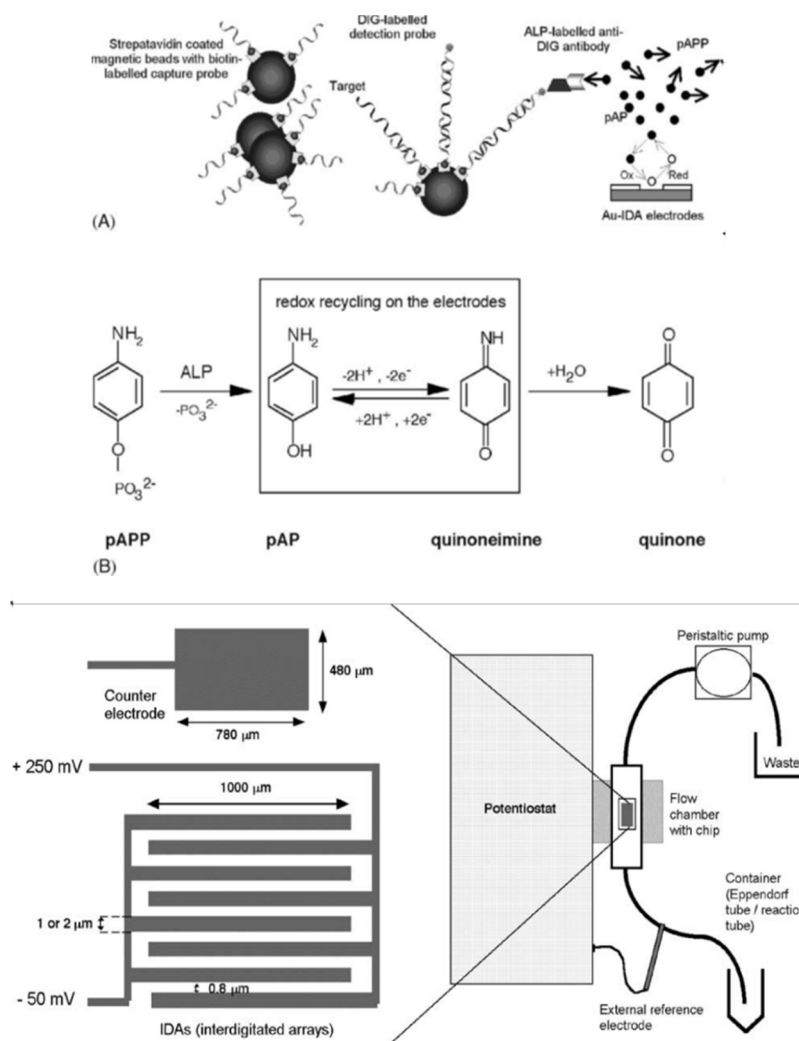 Strepatavidin coated
magnetic beads with biotin-
labelled capture probe
DIG-labelled
detection probe
Target
ALP-labelled anti-
DIG antibody
pAPP
pAP
Ox
Red
Au-IDA electrodes
(A)
redox recycling on the electrodes
NH2
O
PO3 2-
ALP
-PO3 2-
NH2
OH
-2H+ , -2e-
+2H+ , +2e-
NH
O
+H2O
O
O
pAPP
pAP
quinoneimine
quinone
(B)
Counter
electrode
480 μm
780 μm
+ 250 mV
1000 μm
1 or 2 μm
0.8 μm
- 50 mV
IDAs (interdigitated arrays)
Potentiostat
Peristaltic pump
Waste
Flow
chamber
with chip
Container
(Eppendorf
tube / reaction
tube)
External reference
electrode